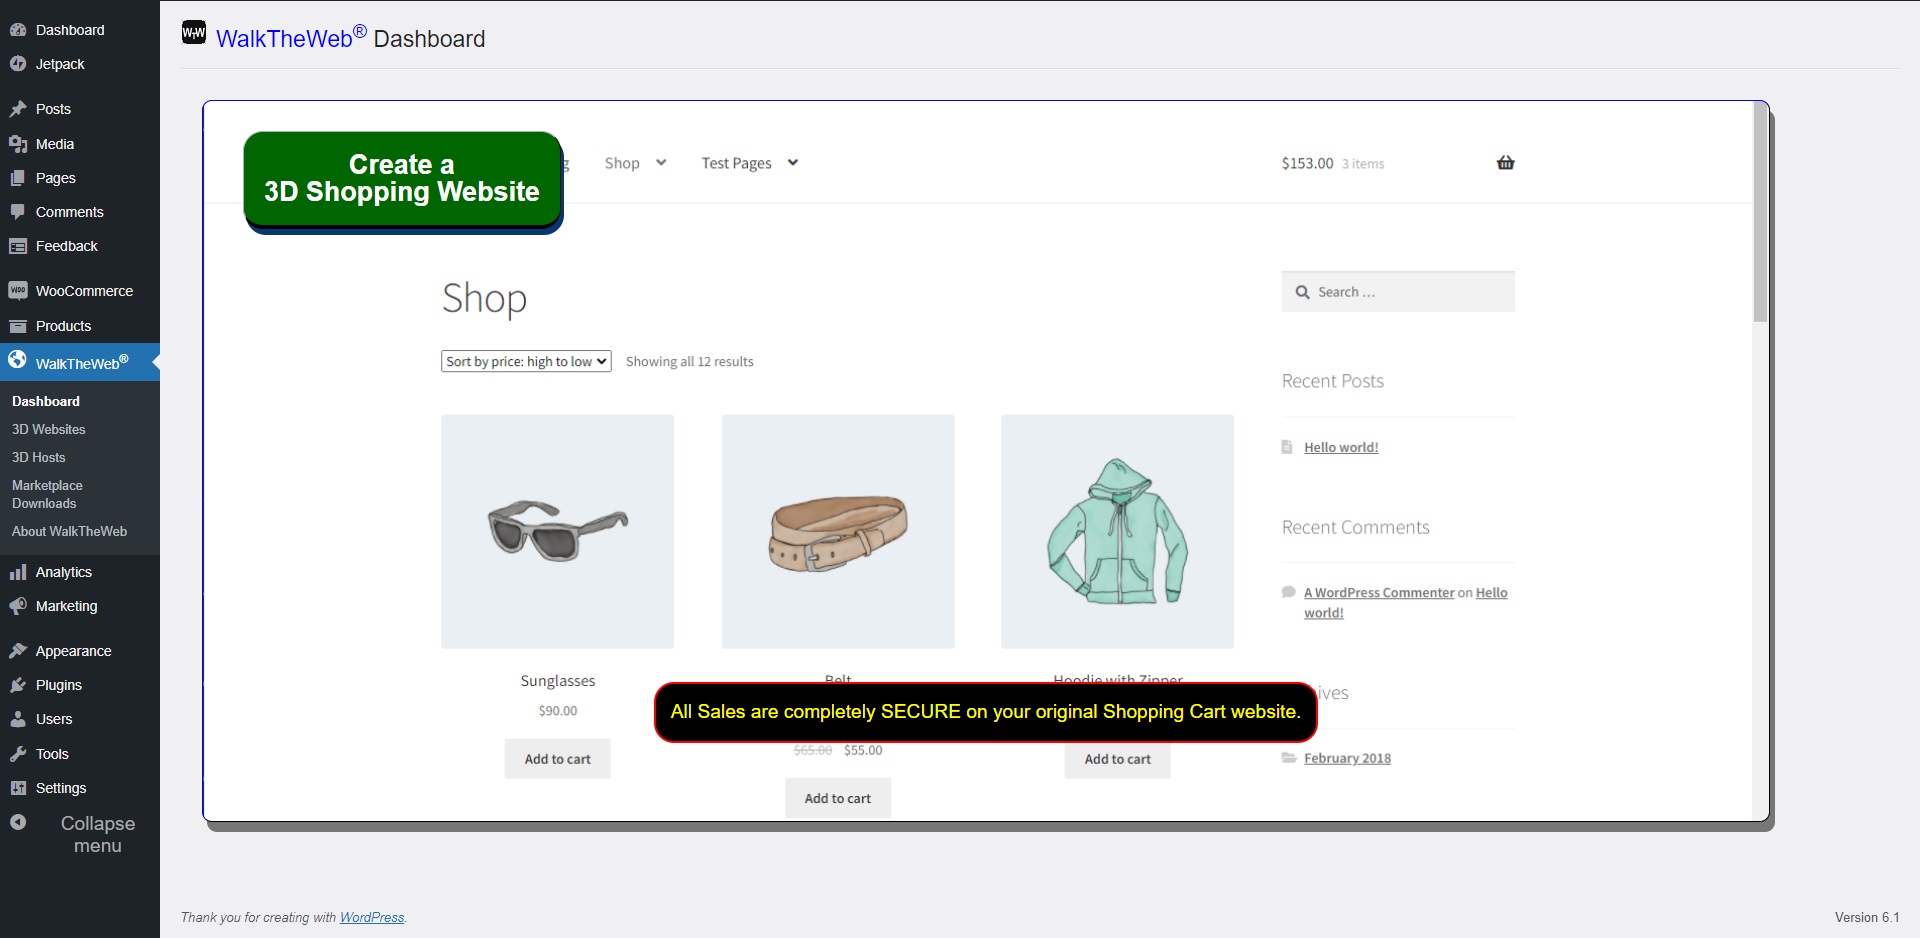 Dashboard
Jetpack
Posts
Media
Pages
Comments
Feedback
WooCommerce
Products
WalkTheWeb®
Dashboard
3D Websites
3D Hosts
Marketplace
Downloads
About WalkTheWeb
Analytics
Marketing
Appearance
Plugins
Users
Tools
Settings
Collapse
menu
WTW WalkTheWeb® Dashboard
Create a
3D Shopping Website
Shop
Test Pages
$153.00 3 items
Shop
Search …
Sort by price: high to low Showing all 12 results
Recent Posts
Hello world!
Recent Comments
A WordPress Commenter on Hello
world!
Sunglasses
Belt
Hoodie with Zipper
$90.00
All Sales are completely SECURE on your original Shopping Cart website.
ives
$65.00 $55.00
Add to cart
Add to cart
Add to cart
February 2018
Thank you for creating with WordPress.
Version 6.1